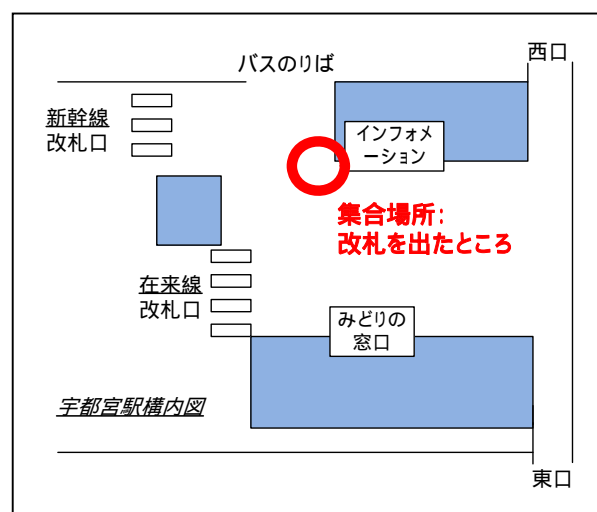 西口
バスのりば
新幹線
改札口
インフォメ
ーション
集合場所：
改札を出たところ
在来線
改札口
みどりの
窓口
宇都宮駅構内図
東口